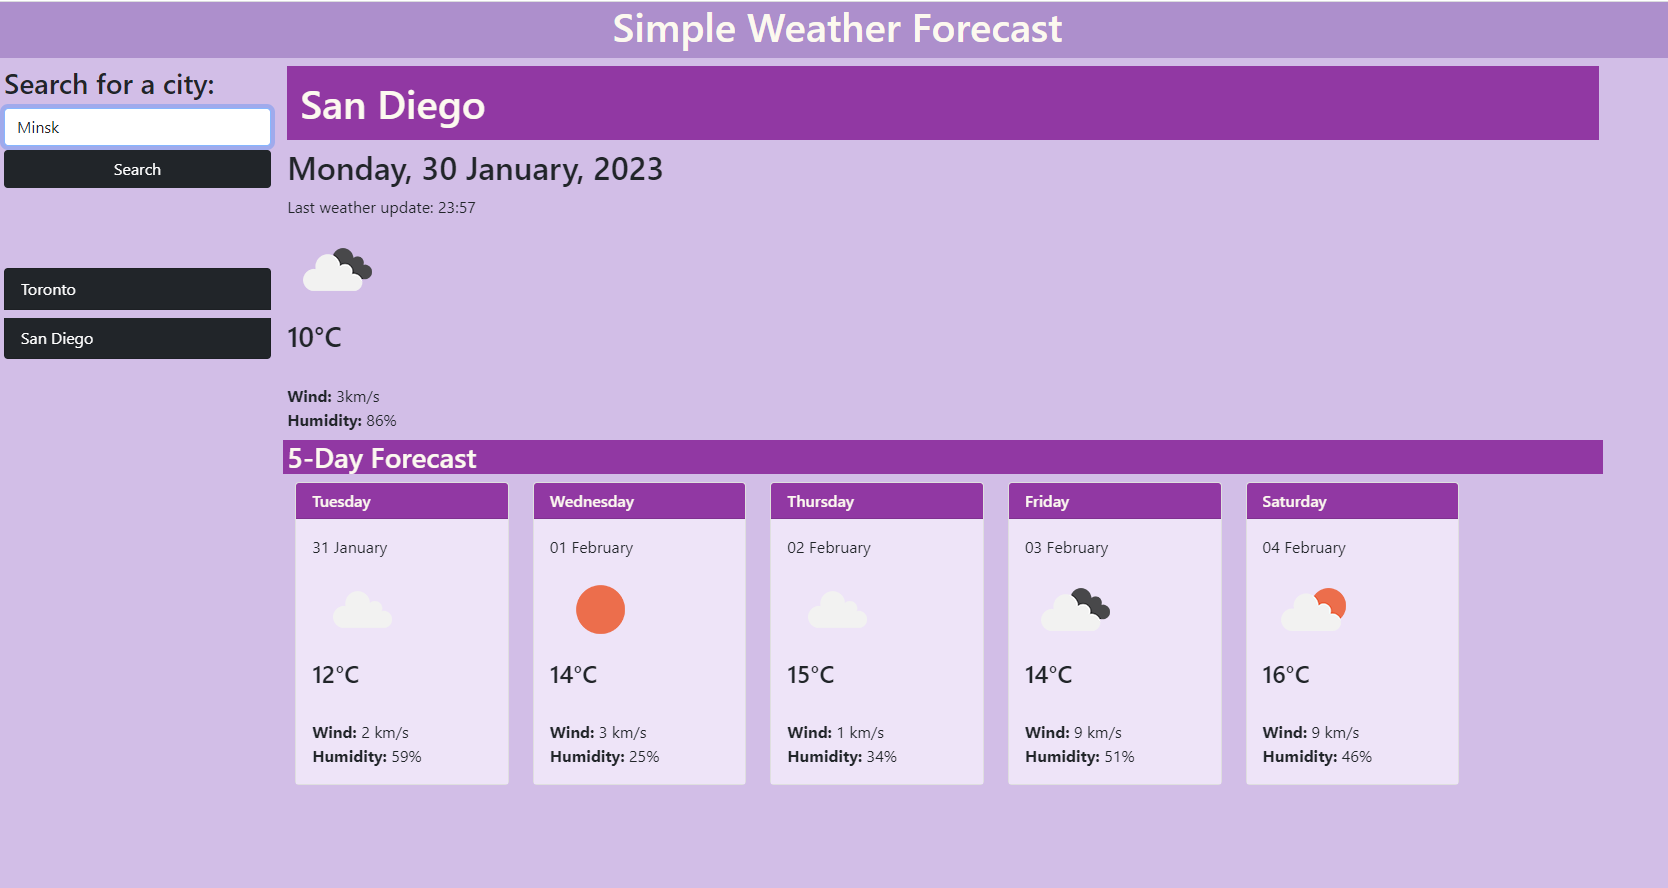 Simple Weather Forecast
Search for a city:
Minsk
Search
Toronto
San Diego
San Diego
Monday, 30 January, 2023
Last weather update: 23:57
10°C
Wind: 3km/s
Humidity: 86%
5-Day Forecast
Tuesday
31 January
12°C
Wind: 2 km/s
Humidity: 59%
Wednesday
01 February
14°C
Wind: 3 km/s
Humidity: 25%
Thursday
02 February
15°C
Wind: 1 km/s
Humidity: 34%
Friday
03 February
14°C
Wind: 9 km/s
Humidity: 51%
Saturday
04 February
16°C
Wind: 9 km/s
Humidity: 46%